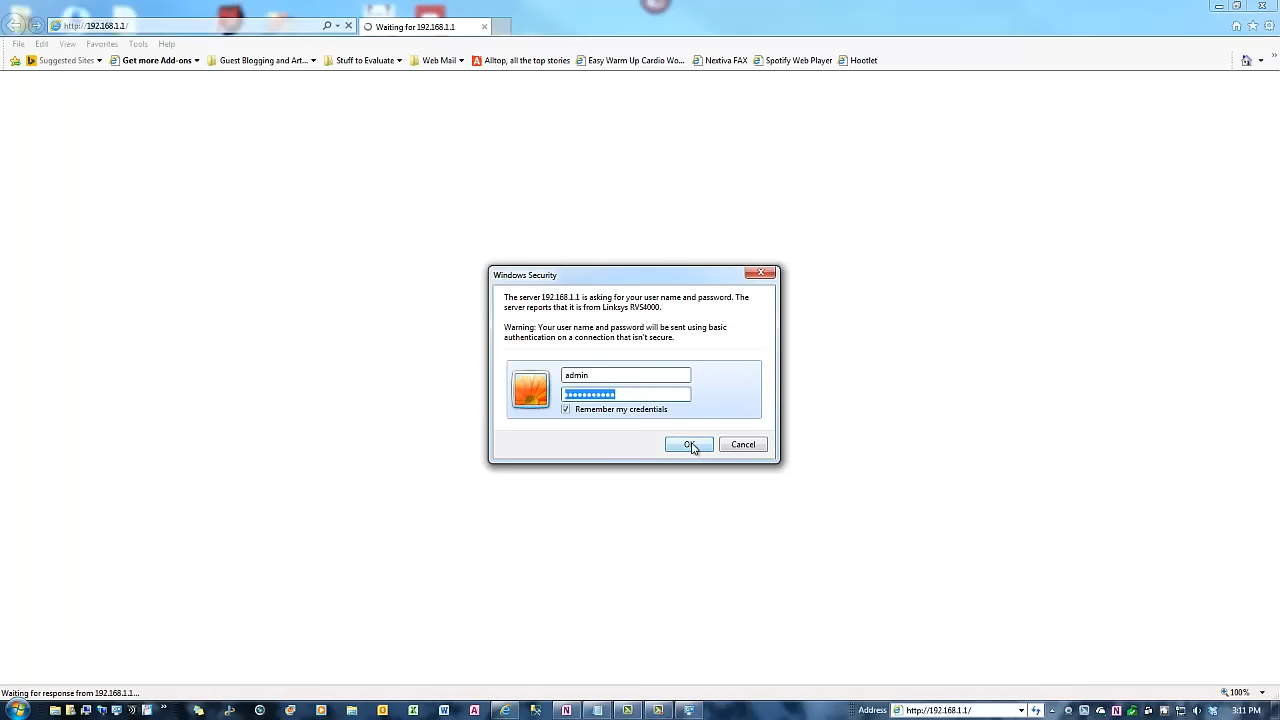 http://192.168.1.1/
Waiting for 192.168.1.1
File Edit View Favorites Tools Help
Suggested Sites Get more Add-ons Guest Blogging and Art... Stuff to Evaluate Web Mail Alltop, all the top stories Easy Warm Up Cardio Wo... Nextiva FAX Spotify Web Player Hootlet
Windows Security
The server 192.168.1.1 is asking for your user name and password. The
server reports that it is from Linksys RVS4000.
Warning: Your user name and password will be sent using basic
authentication on a connection that isn't secure.
admin
●●●●●●●●●●●
Remember my credentials
OK Cancel
Waiting for response from 192.168.1.1...
100%
Address http://192.168.1.1/ 3:11 PM